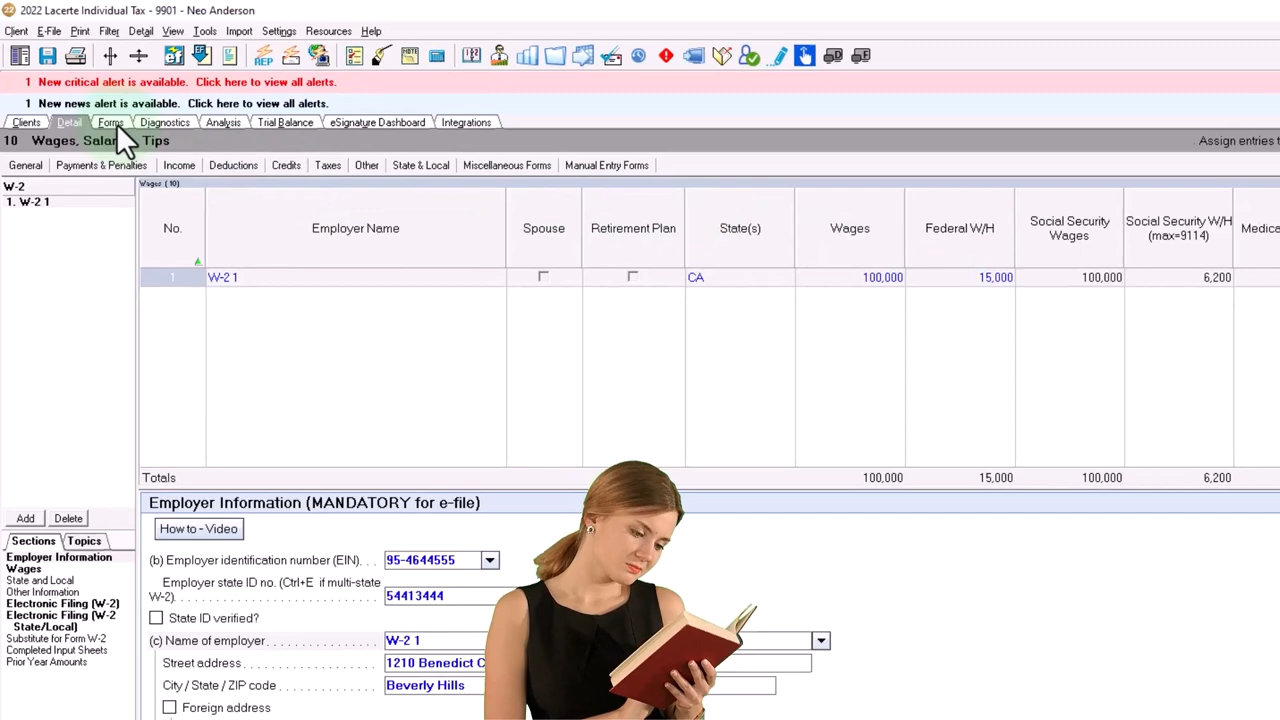 22 2022 Lacerte Individual Tax - 9901 - Neo Anderson
Client E-File Print Filter Detail View Tools Import Settings Resources Help
REP
1 New critical alert is available. Click here to view all alerts.
1 New news alert is available. Click here to view all alerts.
Clients Detail Forms Diagnostics Analysis Trial Balance eSignature Dashboard Integrations
10 Wages, Salar Tips . Assign entries t
General Payments & Penalties Income Deductions Credits Taxes Other State & Local Miscellaneous Forms Manual Entry Forms
W-2
Wages (10)
1. W-2 1
No. Employer Name Spouse Retirement Plan State(s) Wages Federal W/H Social Security Wages Social Security W/H (max=9114) Medica
1 W-2 1 CA 100,000 15,000 100,000 6,200
Totals 100,000 15,000 100,000 6,200
Add Delete
Sections Topics
Employer Information
Wages
State and Local
Other Information
Electronic Filing (W-2)
Electronic Filing (W-2
State/Local)
Substitute for Form W-2
Completed Input Sheets
Prior Year Amounts
Employer Information (MANDATORY for e-file)
How to - Video
(b) Employer identification number (EIN). . . 95-4644555
Employer state ID no. (Ctrl+E if multi-state
W-2). . . . . . . . . . . . . . . . . . . . . . 54413444
State ID verified?
(c) Name of employer . . . . . . . . . . . W-2 1
Street address . . . . . . . . . . . . . . 1210 Benedict C
City / State / ZIP code . . . . . . . . . Beverly Hills
Foreign address